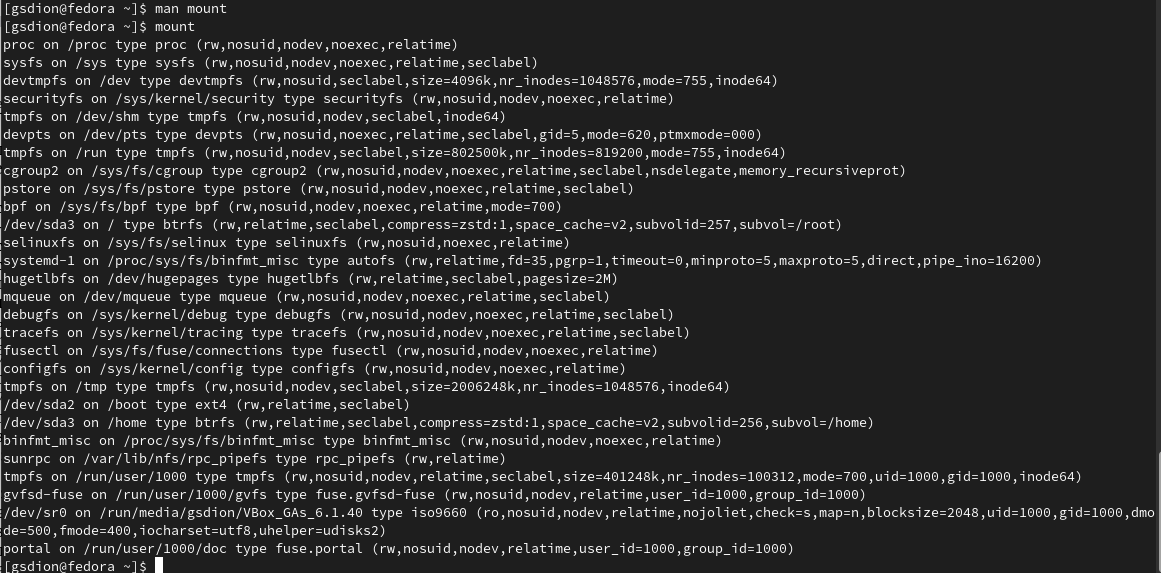 [gsdion@fedora ~]$ man mount
[gsdion@fedora ~]$ mount
proc on /proc type proc (rw,nosuid,nodev,noexec,relatime)
sysfs on /sys type sysfs (rw,nosuid,nodev,noexec,relatime,seclabel)
devtmpfs on /dev type devtmpfs (rw,nosuid,seclabel,size=4096k,nr_inodes=1048576,mode=755,inode64)
securityfs on /sys/kernel/security type securityfs (rw,nosuid,nodev,noexec,relatime)
tmpfs on /dev/shm type tmpfs (rw,nosuid,nodev,seclabel,inode64)
devpts on /dev/pts type devpts (rw,nosuid,noexec,relatime,seclabel,gid=5,mode=620,ptmxmode=000)
tmpfs on /run type tmpfs (rw,nosuid,nodev,seclabel,size=802500k,nr_inodes=819200,mode=755,inode64)
cgroup2 on /sys/fs/cgroup type cgroup2 (rw,nosuid,nodev,noexec,relatime,seclabel,nsdelegate,memory_recursiveprot)
pstore on /sys/fs/pstore type pstore (rw,nosuid,nodev,noexec,relatime,seclabel)
bpf on /sys/fs/bpf type bpf (rw,nosuid,nodev,noexec,relatime,mode=700)
/dev/sda3 on / type btrfs (rw,relatime,seclabel,compress=zstd:1,space_cache=v2,subvolid=257,subvol=/root)
selinuxfs on /sys/fs/selinux type selinuxfs (rw,nosuid,noexec,relatime)
systemd-1 on /proc/sys/fs/binfmt_misc type autofs (rw,relatime,fd=35,pgrp=1,timeout=0,minproto=5,maxproto=5,direct,pipe_ino=16200)
hugetlbfs on /dev/hugepages type hugetlbfs (rw,relatime,seclabel,pagesize=2M)
mqueue on /dev/mqueue type mqueue (rw,nosuid,nodev,noexec,relatime,seclabel)
debugfs on /sys/kernel/debug type debugfs (rw,nosuid,nodev,noexec,relatime,seclabel)
tracefs on /sys/kernel/tracing type tracefs (rw,nosuid,nodev,noexec,relatime,seclabel)
fusectl on /sys/fs/fuse/connections type fusectl (rw,nosuid,nodev,noexec,relatime)
configfs on /sys/kernel/config type configfs (rw,nosuid,nodev,noexec,relatime)
tmpfs on /tmp type tmpfs (rw,nosuid,nodev,seclabel,size=2006248k,nr_inodes=1048576,inode64)
/dev/sda2 on /boot type ext4 (rw,relatime,seclabel)
/dev/sda3 on /home type btrfs (rw,relatime,seclabel,compress=zstd:1,space_cache=v2,subvolid=256,subvol=/home)
binfmt_misc on /proc/sys/fs/binfmt_misc type binfmt_misc (rw,nosuid,nodev,noexec,relatime)
sunrpc on /var/lib/nfs/rpc_pipefs type rpc_pipefs (rw,relatime)
tmpfs on /run/user/1000 type tmpfs (rw,nosuid,nodev,relatime,seclabel,size=401248k,nr_inodes=100312,mode=700,uid=1000,gid=1000,inode64)
gvfsd-fuse on /run/user/1000/gvfs type fuse.gvfsd-fuse (rw,nosuid,nodev,relatime,user_id=1000,group_id=1000)
/dev/sr0 on /run/media/gsdion/VBox_GAs_6.1.40 type iso9660 (ro,nosuid,nodev,relatime,nojoliet,check=s,map=n,blocksize=2048,uid=1000,gid=1000,dmo
de=500,fmode=400,iocharset=utf8,uhelper=udisks2)
portal on /run/user/1000/doc type fuse.portal (rw,nosuid,nodev,relatime,user_id=1000,group_id=1000)
[gsdion@fedora ~]$